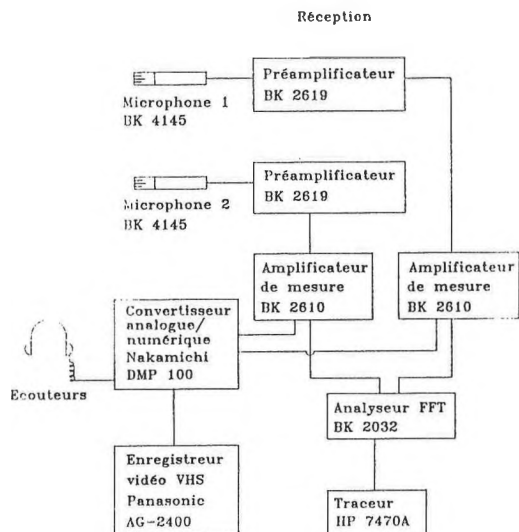 Réception
Préamplificateur
BK 2619
Microphone 1
BK 4145
Préamplificateur
BK 2619
Microphone 2
BK 4145
Amplificateur
de mesure
BK 2610
Amplificateur
de mesure
BK 2610
Convertisseur
analogue/
numérique
Nakamichi
DMP 100
Ecouteurs
Analyseur FFT
BK 2032
Enregistreur
vidéo VHS
Panasonic
AG-2400
Traceur
HP 7470A